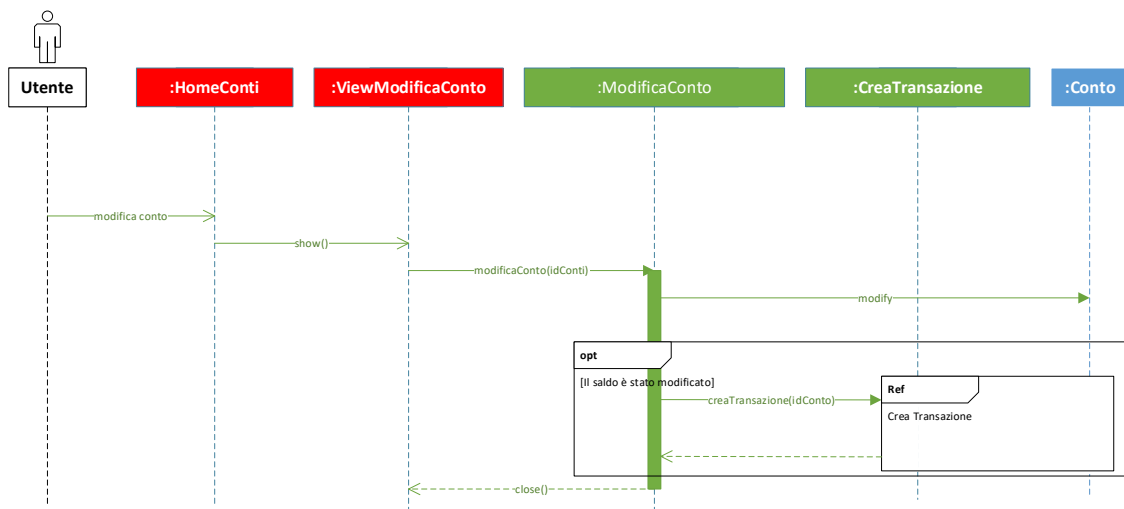 Utente
:HomeConti
:ViewModificaConto
:ModificaConto
:CreaTransazione
:Conto
modifica conto
show()
modificaConto(idConti)
modify
opt
[Il saldo è stato modificato]
Ref
creaTransazione(idConto)
Crea Transazione
close()